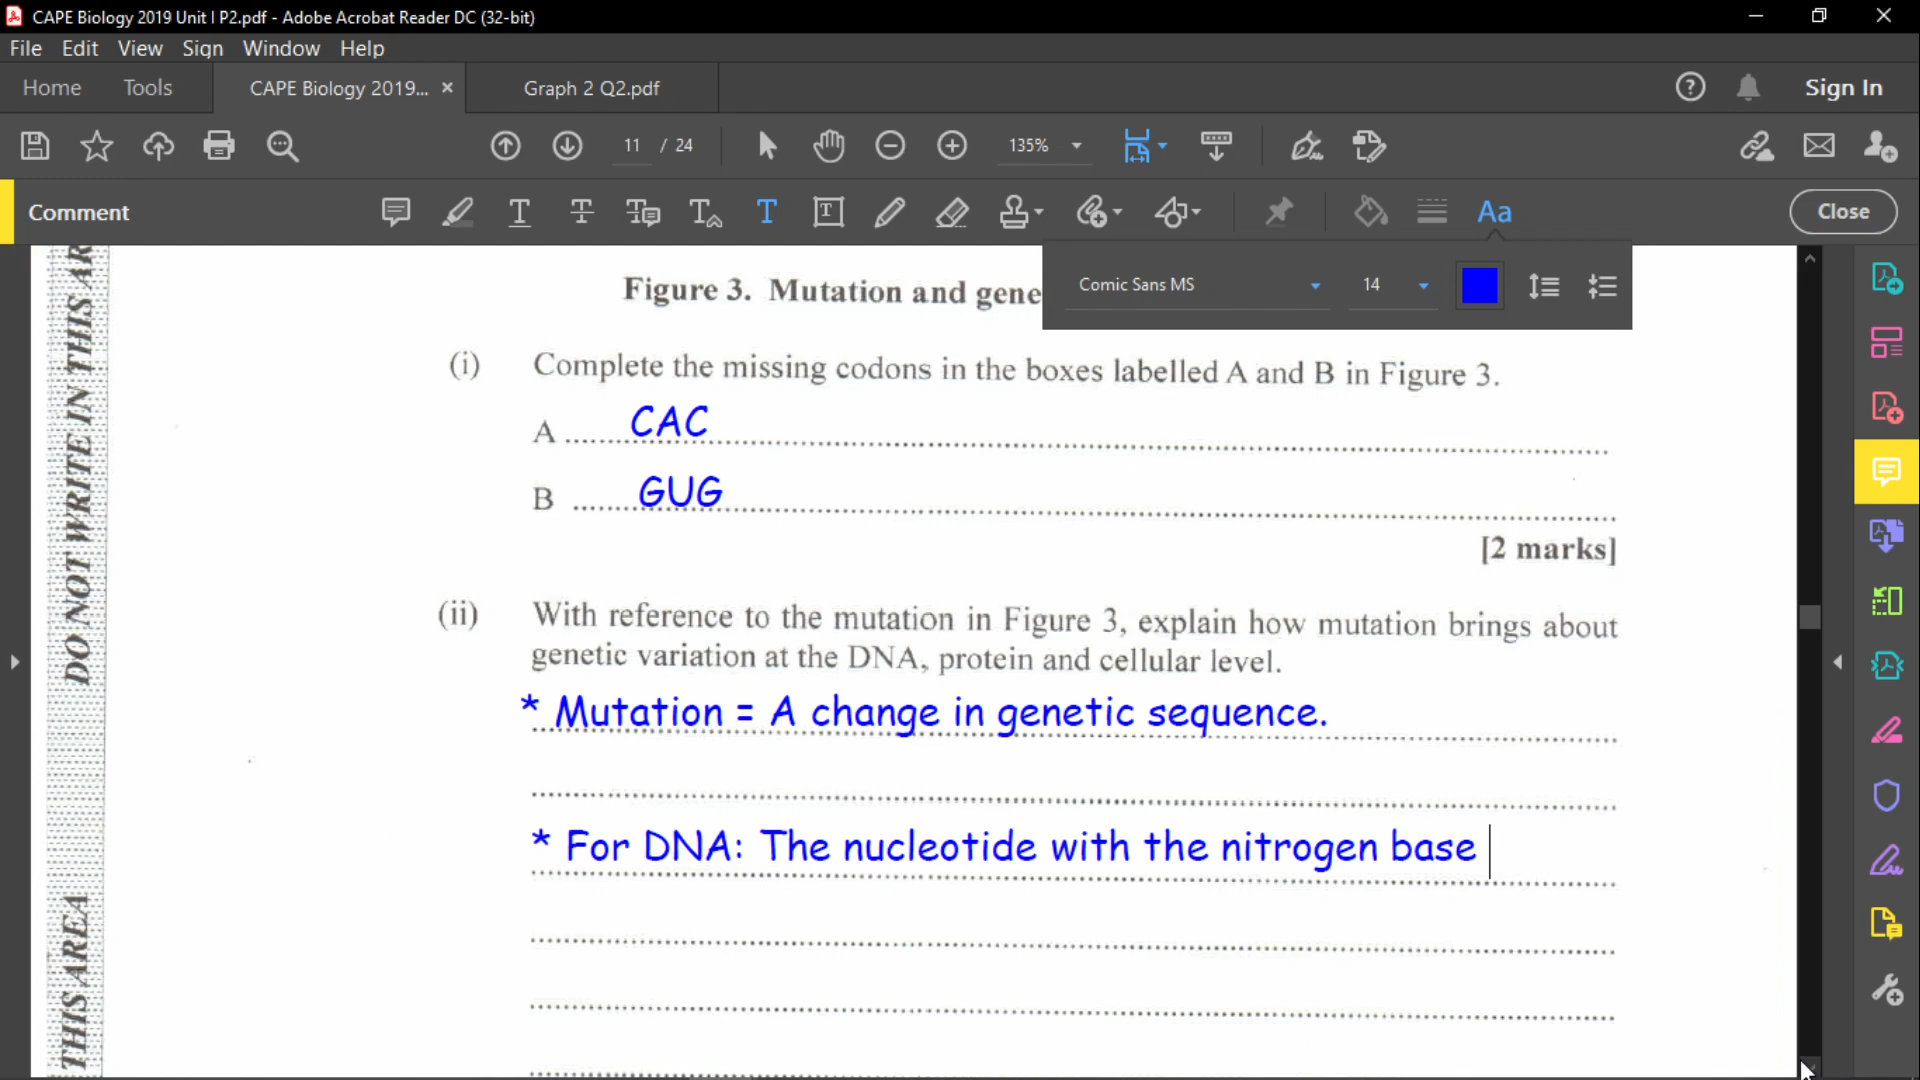 CAPE Biology 2019 Unit I P2.pdf - Adobe Acrobat Reader DC (32-bit)
File Edit View Sign Window Help
Home Tools CAPE Biology 2019... × Graph 2 Q2.pdf Sign In
11 / 24 135%
Comment Aa Close
Comic Sans MS 14
DO NOT WRITE IN THIS AR
THIS AREA
Figure 3. Mutation and gene
(i) Complete the missing codons in the boxes labelled A and B in Figure 3.
A CAC
B GUG
[2 marks]
(ii) With reference to the mutation in Figure 3, explain how mutation brings about
genetic variation at the DNA, protein and cellular level.
* Mutation = A change in genetic sequence.
* For DNA: The nucleotide with the nitrogen base